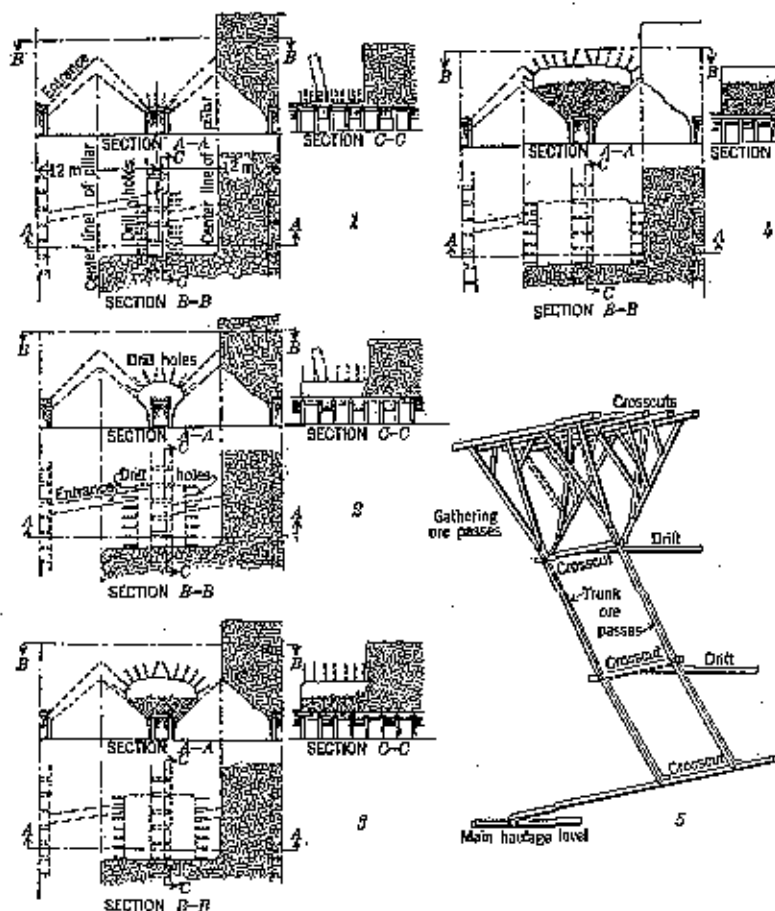 B
B
Entrance
pillar
SECTION A-A
SECTION C-C
C
12 m
12 m
Center line of pillar
Drill holes
Center line of
A
A
C
SECTION B-B
1
B
B
SECTION A-A
SECTION
C
A
A
C
SECTION B-B
4
B
B
Drill holes
SECTION A-A
SECTION C-C
C
Entrance
Drift holes
A
A
C
SECTION B-B
2
B
B
SECTION A-A
SECTION C-C
C
A
A
C
SECTION B-B
3
Crosscuts
Gathering
ore passes
Drift
Crosscut
Trunk
ore
passes
Crosscut
Drift
Crosscut
Main haulage level
5